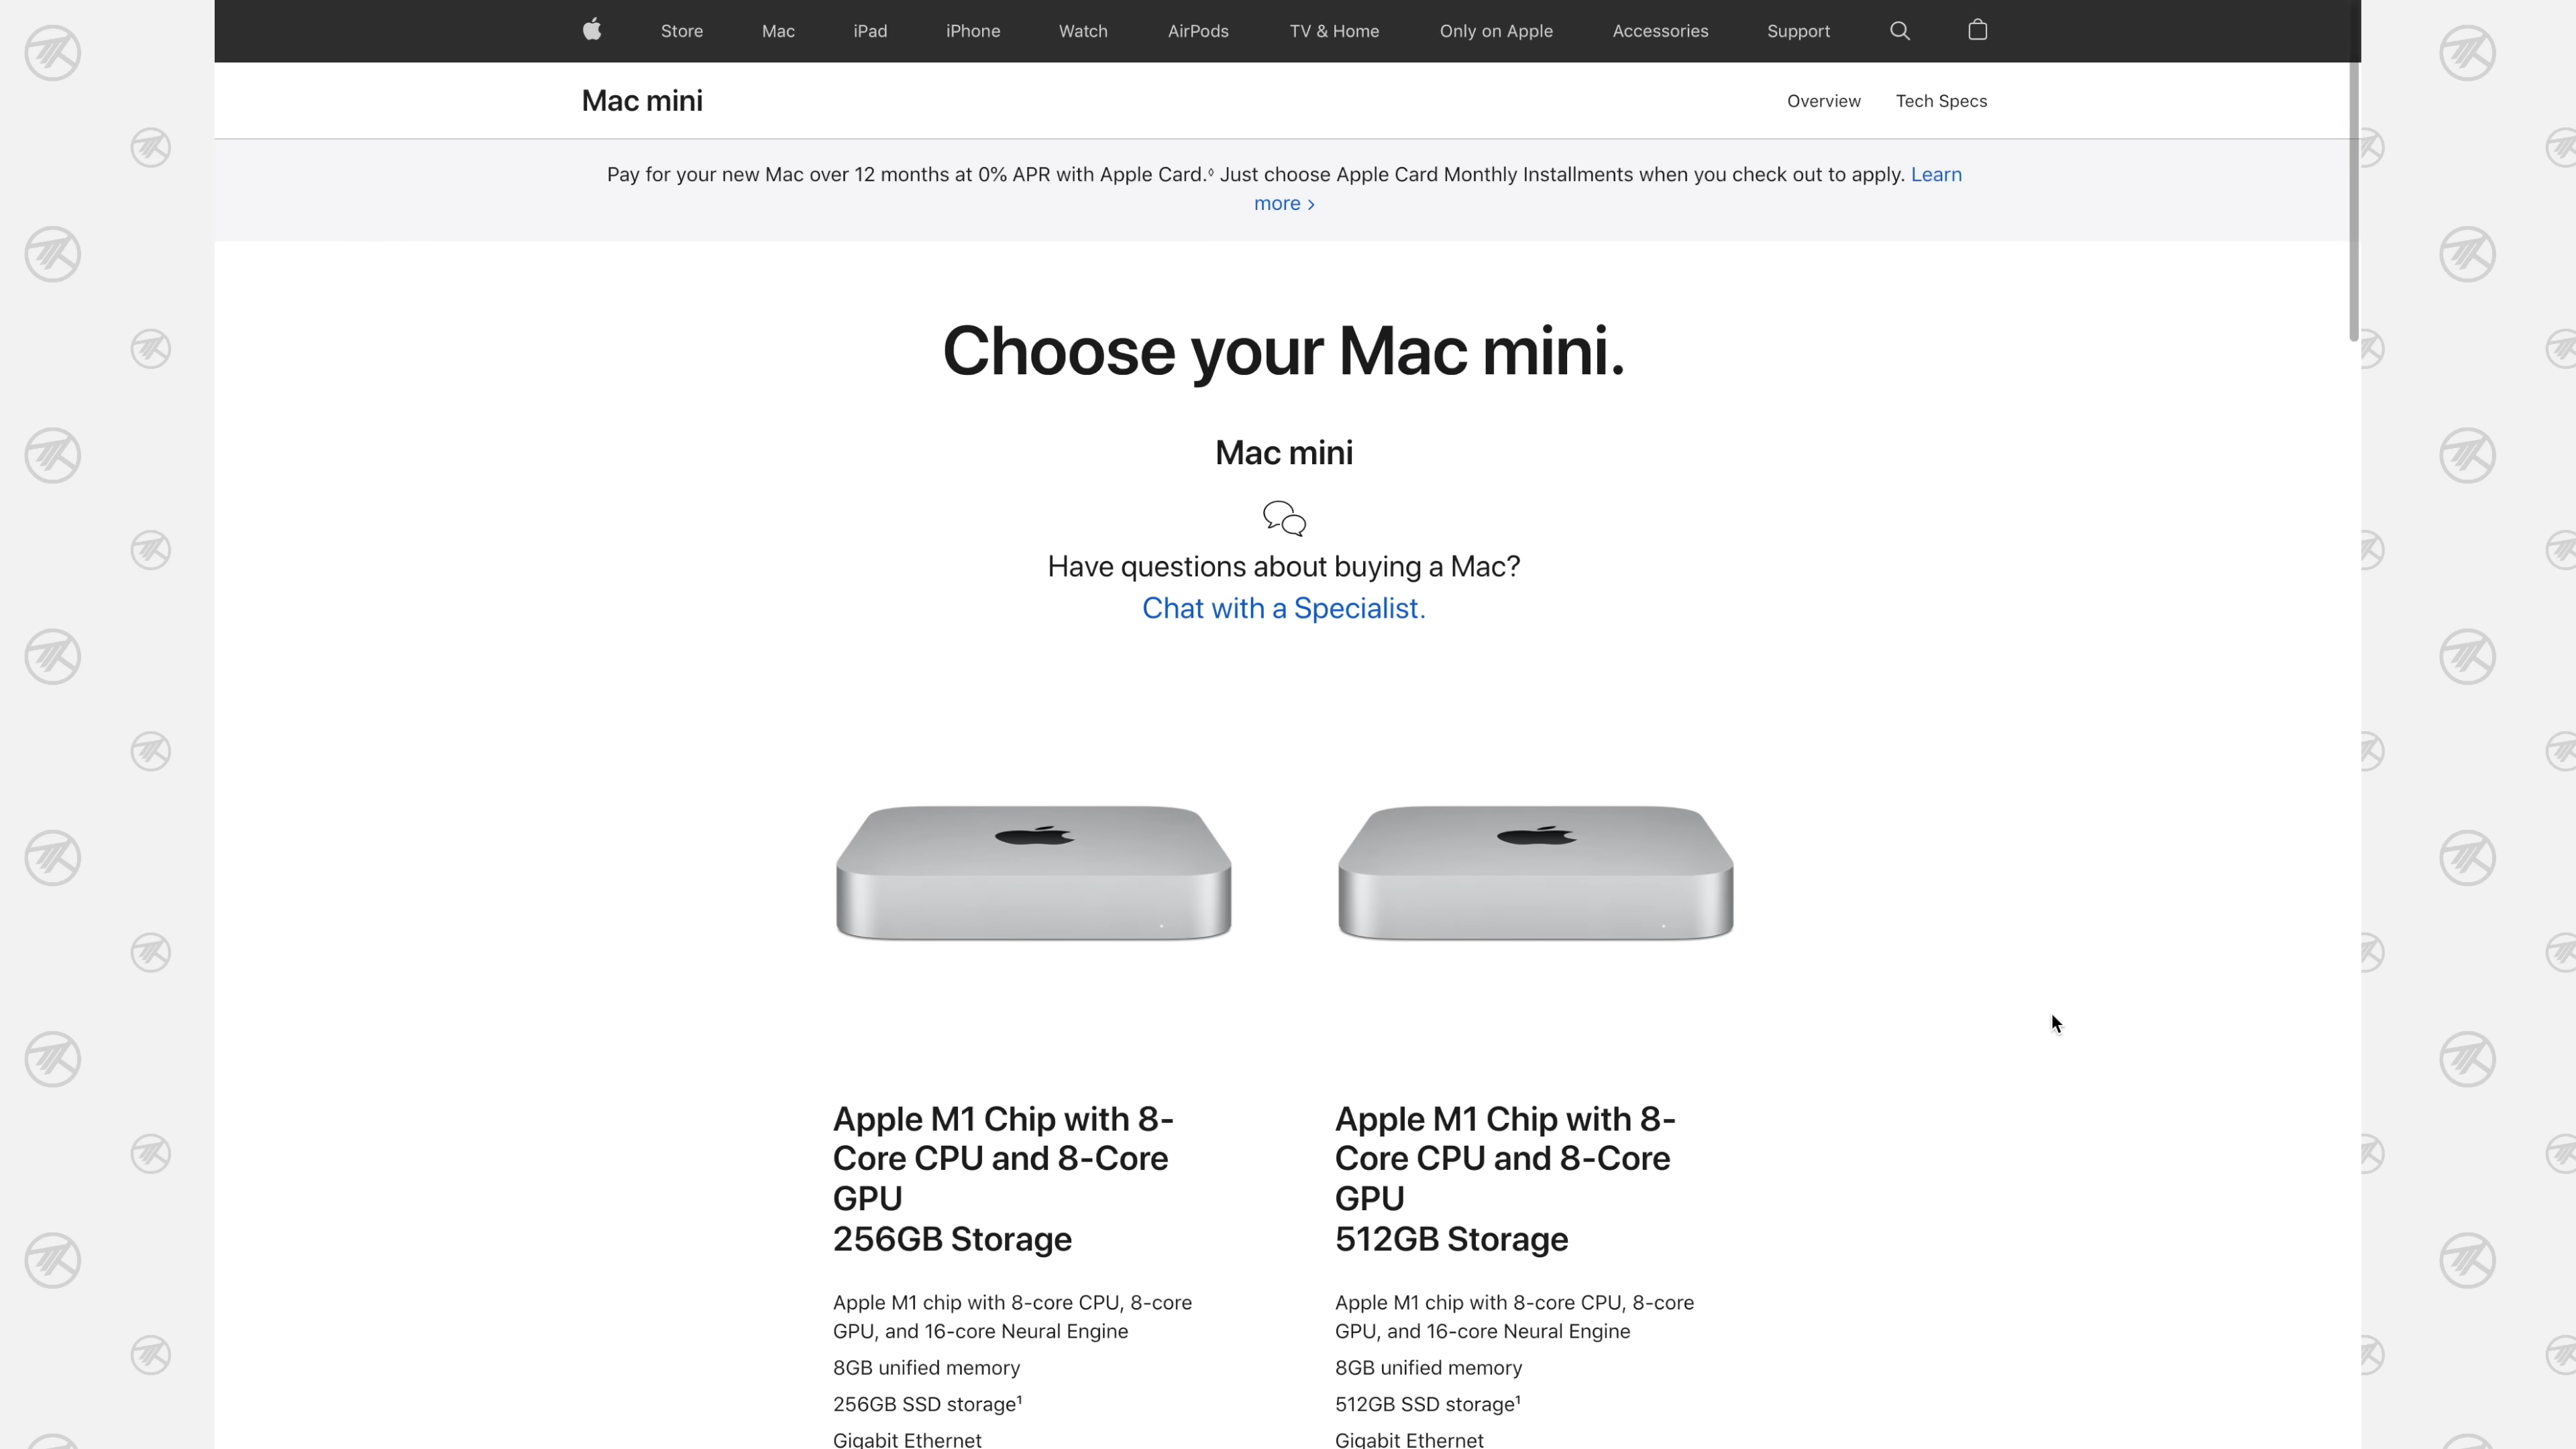 Store Mac iPad iPhone Watch AirPods TV & Home Only on Apple Accessories Support
Mac mini
Overview Tech Specs
Pay for your new Mac over 12 months at 0% APR with Apple Card.◊ Just choose Apple Card Monthly Installments when you check out to apply. Learn
more >
Choose your Mac mini.
Mac mini
Have questions about buying a Mac?
Chat with a Specialist.
Apple M1 Chip with 8-
Core CPU and 8-Core
GPU
256GB Storage
Apple M1 chip with 8-core CPU, 8-core
GPU, and 16-core Neural Engine
8GB unified memory
256GB SSD storage¹
Gigabit Ethernet
Apple M1 Chip with 8-
Core CPU and 8-Core
GPU
512GB Storage
Apple M1 chip with 8-core CPU, 8-core
GPU, and 16-core Neural Engine
8GB unified memory
512GB SSD storage¹
Gigabit Ethernet